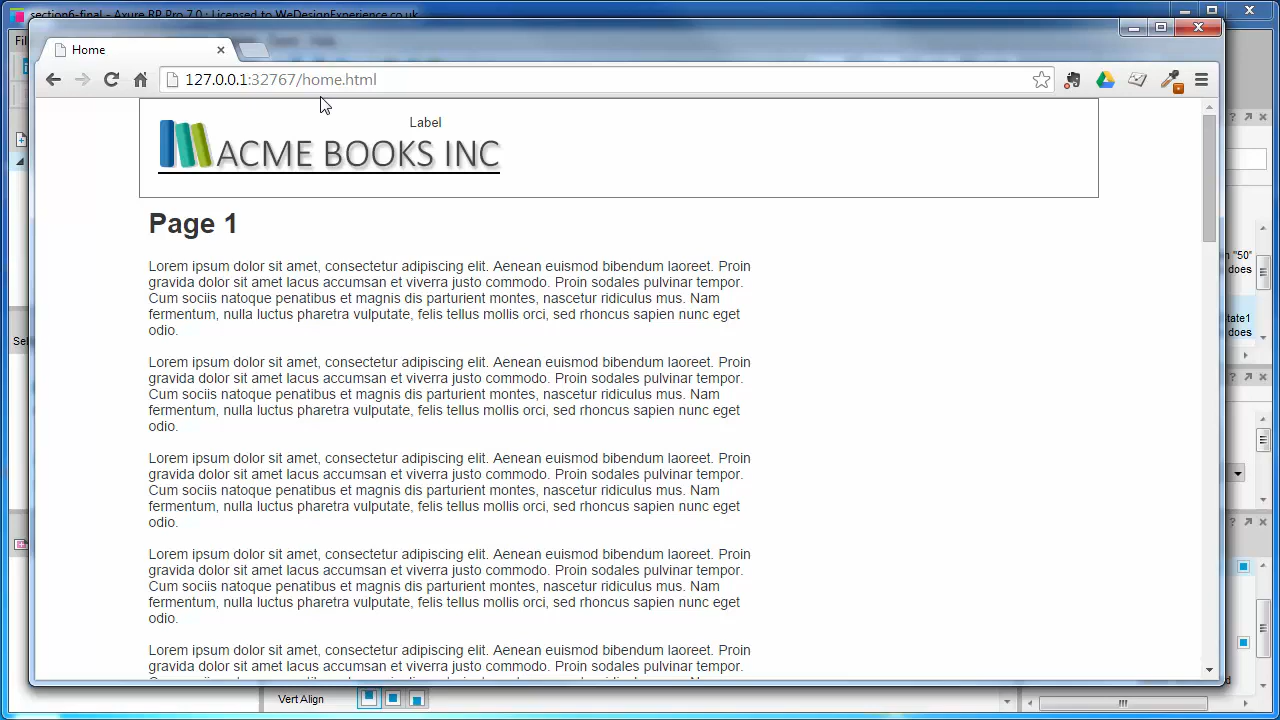 section6-final - Axure RP Pro 7.0 : Licensed to WeDesignExperience.co.uk
Fil
Home
127.0.0.1:32767/home.html
Label
ACME BOOKS INC
Page 1
Lorem ipsum dolor sit amet, consectetur adipiscing elit. Aenean euismod bibendum laoreet. Proin
gravida dolor sit amet lacus accumsan et viverra justo commodo. Proin sodales pulvinar tempor.
Cum sociis natoque penatibus et magnis dis parturient montes, nascetur ridiculus mus. Nam
fermentum, nulla luctus pharetra vulputate, felis tellus mollis orci, sed rhoncus sapien nunc eget
odio.
Lorem ipsum dolor sit amet, consectetur adipiscing elit. Aenean euismod bibendum laoreet. Proin
gravida dolor sit amet lacus accumsan et viverra justo commodo. Proin sodales pulvinar tempor.
Cum sociis natoque penatibus et magnis dis parturient montes, nascetur ridiculus mus. Nam
fermentum, nulla luctus pharetra vulputate, felis tellus mollis orci, sed rhoncus sapien nunc eget
odio.
Lorem ipsum dolor sit amet, consectetur adipiscing elit. Aenean euismod bibendum laoreet. Proin
gravida dolor sit amet lacus accumsan et viverra justo commodo. Proin sodales pulvinar tempor.
Cum sociis natoque penatibus et magnis dis parturient montes, nascetur ridiculus mus. Nam
fermentum, nulla luctus pharetra vulputate, felis tellus mollis orci, sed rhoncus sapien nunc eget
odio.
Lorem ipsum dolor sit amet, consectetur adipiscing elit. Aenean euismod bibendum laoreet. Proin
gravida dolor sit amet lacus accumsan et viverra justo commodo. Proin sodales pulvinar tempor.
Cum sociis natoque penatibus et magnis dis parturient montes, nascetur ridiculus mus. Nam
fermentum, nulla luctus pharetra vulputate, felis tellus mollis orci, sed rhoncus sapien nunc eget
odio.
Lorem ipsum dolor sit amet, consectetur adipiscing elit. Aenean euismod bibendum laoreet. Proin
gravida dolor sit amet lacus accumsan et viverra justo commodo. Proin sodales pulvinar tempor.
"50"
does
tate1
does
Sel
Vert Align